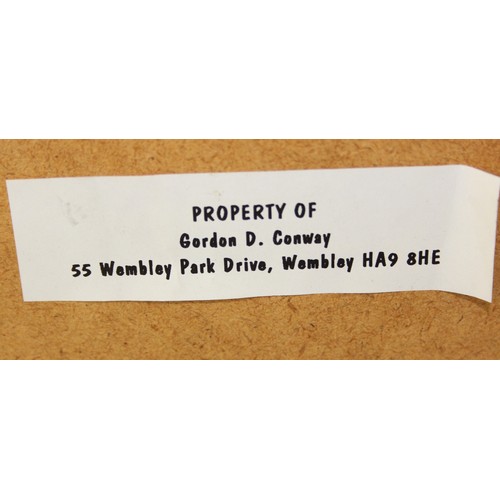 PROPERTY OF
Gordon D. Conway
55 Wembley Park Drive, Wembley HA9 8HE